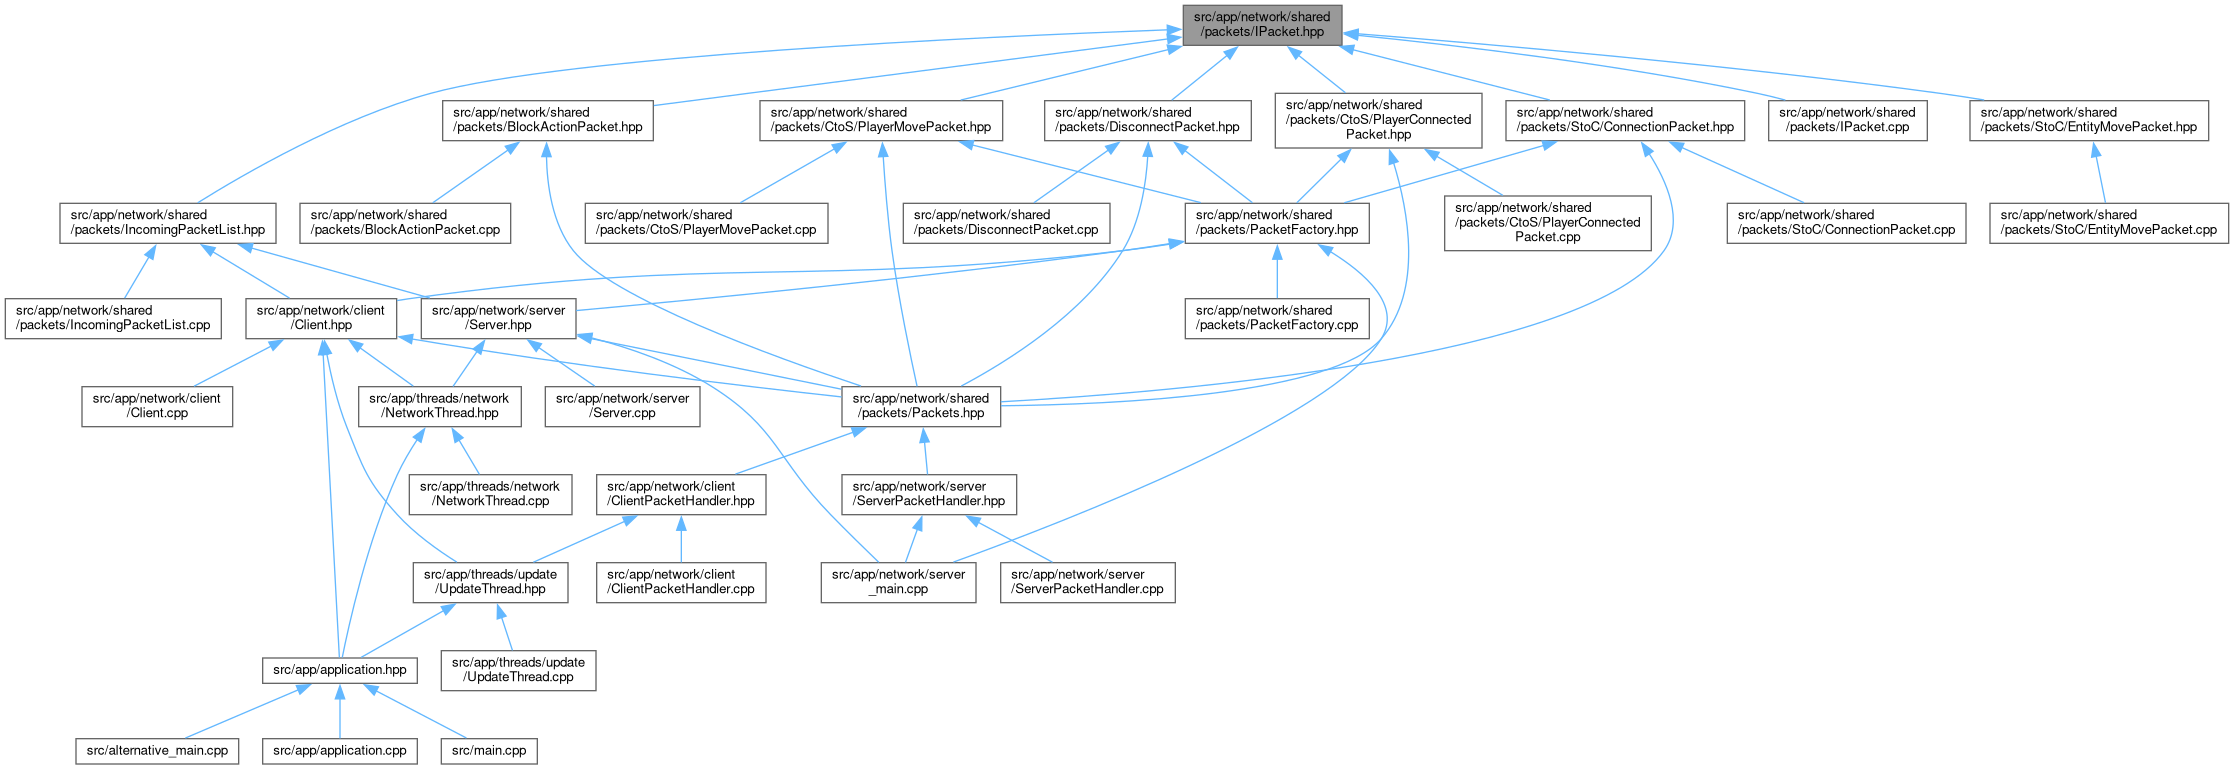 src/app/network/shared
/packets/IPacket.hpp
src/app/network/shared
/packets/BlockActionPacket.hpp
src/app/network/shared
/packets/CtoS/PlayerMovePacket.hpp
src/app/network/shared
/packets/DisconnectPacket.hpp
src/app/network/shared
/packets/CtoS/PlayerConnected
Packet.hpp
src/app/network/shared
/packets/StoC/ConnectionPacket.hpp
src/app/network/shared
/packets/IPacket.cpp
src/app/network/shared
/packets/StoC/EntityMovePacket.hpp
src/app/network/shared
/packets/IncomingPacketList.hpp
src/app/network/shared
/packets/BlockActionPacket.cpp
src/app/network/shared
/packets/CtoS/PlayerMovePacket.cpp
src/app/network/shared
/packets/DisconnectPacket.cpp
src/app/network/shared
/packets/PacketFactory.hpp
src/app/network/shared
/packets/CtoS/PlayerConnected
Packet.cpp
src/app/network/shared
/packets/StoC/ConnectionPacket.cpp
src/app/network/shared
/packets/StoC/EntityMovePacket.cpp
src/app/network/shared
/packets/IncomingPacketList.cpp
src/app/network/client
/Client.hpp
src/app/network/server
/Server.hpp
src/app/network/shared
/packets/PacketFactory.cpp
src/app/network/client
/Client.cpp
src/app/threads/network
/NetworkThread.hpp
src/app/network/server
/Server.cpp
src/app/network/shared
/packets/Packets.hpp
src/app/threads/network
/NetworkThread.cpp
src/app/network/client
/ClientPacketHandler.hpp
src/app/network/server
/ServerPacketHandler.hpp
src/app/threads/update
/UpdateThread.hpp
src/app/network/client
/ClientPacketHandler.cpp
src/app/network/server
_main.cpp
src/app/network/server
/ServerPacketHandler.cpp
src/app/application.hpp
src/app/threads/update
/UpdateThread.cpp
src/alternative_main.cpp
src/app/application.cpp
src/main.cpp